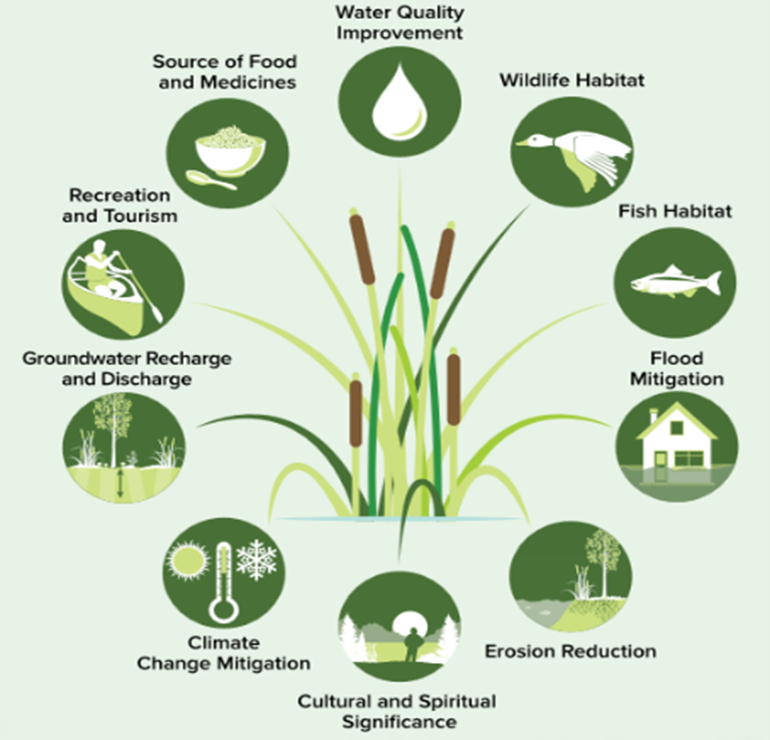 Water Quality
Improvement
Source of Food
and Medicines
Wildlife Habitat
Recreation
and Tourism
Fish Habitat
Groundwater Recharge
and Discharge
Flood
Mitigation
Climate
Change Mitigation
Erosion Reduction
Cultural and Spiritual
Significance